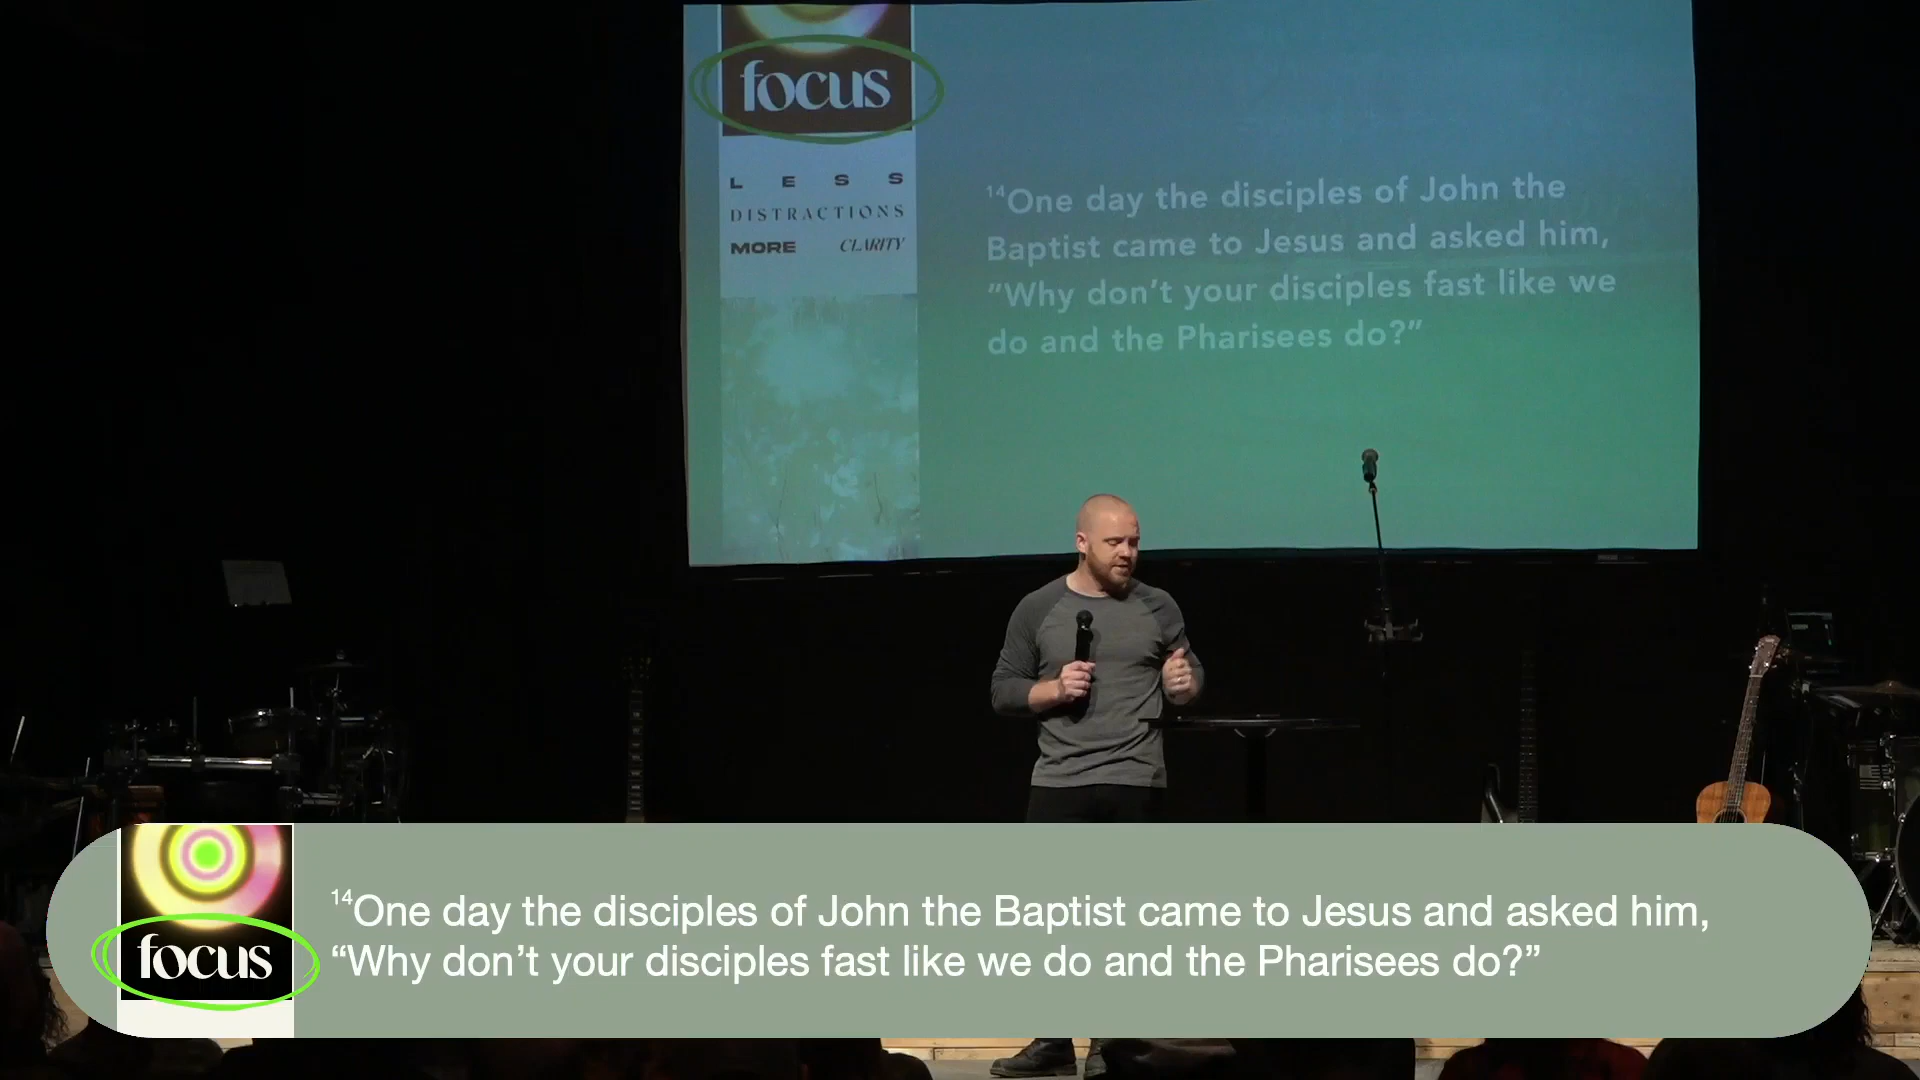 focus
L E S S
DISTRACTIONS
MORE CLARITY
¹⁴One day the disciples of John the
Baptist came to Jesus and asked him,
“Why don’t your disciples fast like we
do and the Pharisees do?”
focus
¹⁴One day the disciples of John the Baptist came to Jesus and asked him,
“Why don’t your disciples fast like we do and the Pharisees do?”